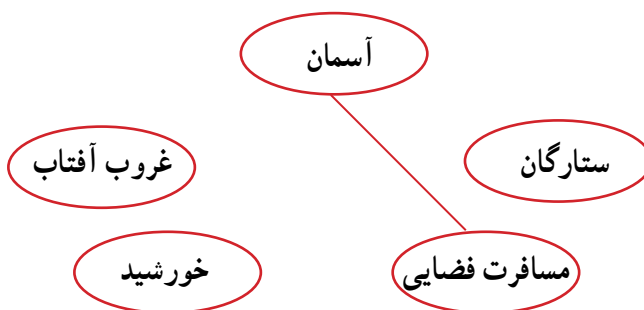 آسمان
ستارگان
غروب آفتاب
مسافرت فضایی
خورشید